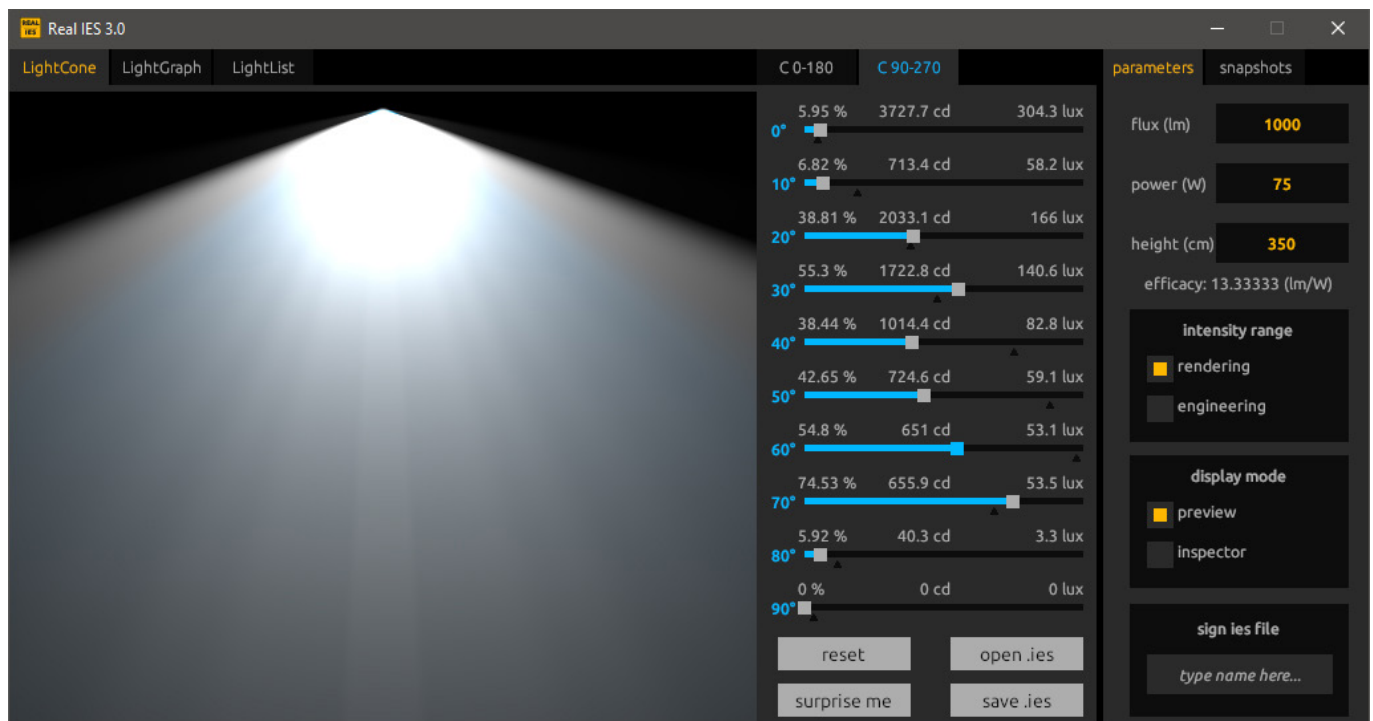 REAL IES Real IES 3.0
LightCone LightGraph LightList
C 0-180 C 90-270
parameters snapshots
5.95 % 3727.7 cd 304.3 lux
0°
6.82 % 713.4 cd 58.2 lux
10°
38.81 % 2033.1 cd 166 lux
20°
55.3 % 1722.8 cd 140.6 lux
30°
38.44 % 1014.4 cd 82.8 lux
40°
42.65 % 724.6 cd 59.1 lux
50°
54.8 % 651 cd 53.1 lux
60°
74.53 % 655.9 cd 53.5 lux
70°
5.92 % 40.3 cd 3.3 lux
80°
0 % 0 cd 0 lux
90°
reset open .ies
surprise me save .ies
flux (lm) 1000
power (W) 75
height (cm) 350
efficacy: 13.33333 (lm/W)
intensity range
rendering
engineering
display mode
preview
inspector
sign ies file
type name here...